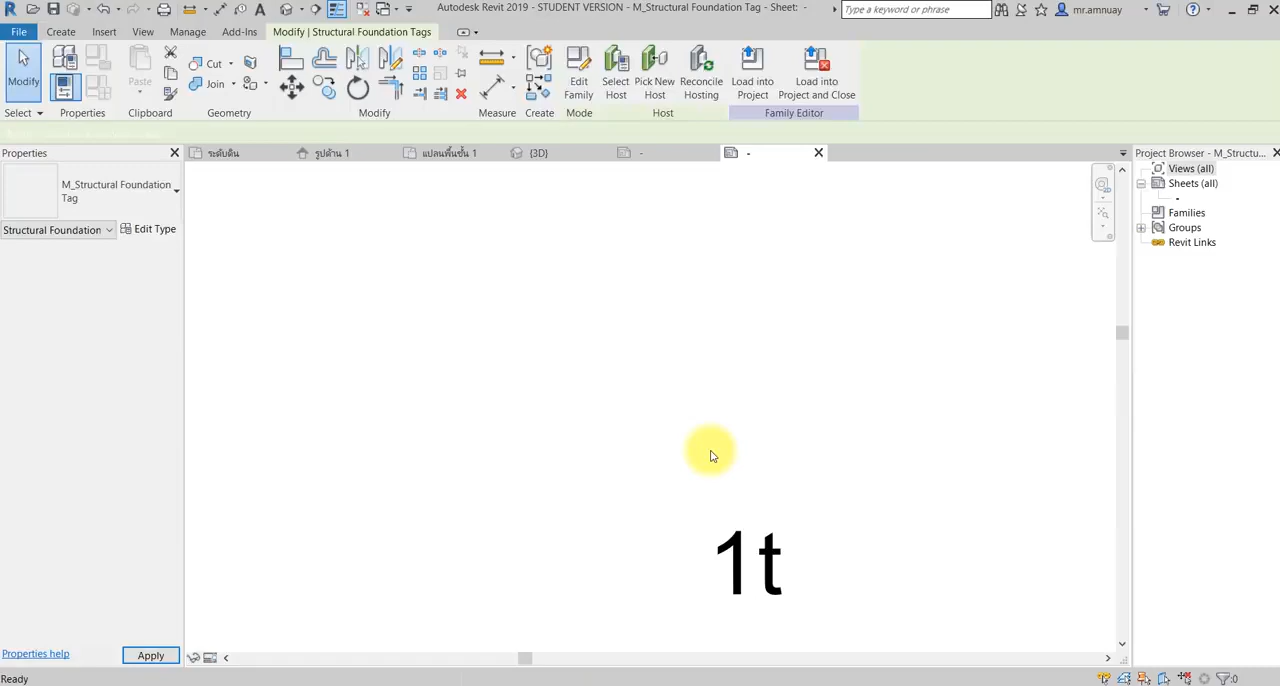 Autodesk Revit 2019 - STUDENT VERSION - M_Structural Foundation Tag - Sheet: -
Type a keyword or phrase
mr.amnuay
File Create Insert View Manage Add-Ins Modify | Structural Foundation Tags
Modify
Paste
Cut
Join
Edit Family
Select Host
Pick New Host
Reconcile Hosting
Load into Project
Load into Project and Close
Select Properties Clipboard Geometry Modify Measure Create Mode Host Family Editor
Properties
ระดับดิน
รูปด้าน 1
แปลนพื้นชั้น 1
{3D}
-
-
Project Browser - M_Structu...
M_Structural Foundation Tag
Structural Foundation
Edit Type
Views (all)
Sheets (all)
-
Families
Groups
Revit Links
1t
Properties help
Apply
Ready
:0